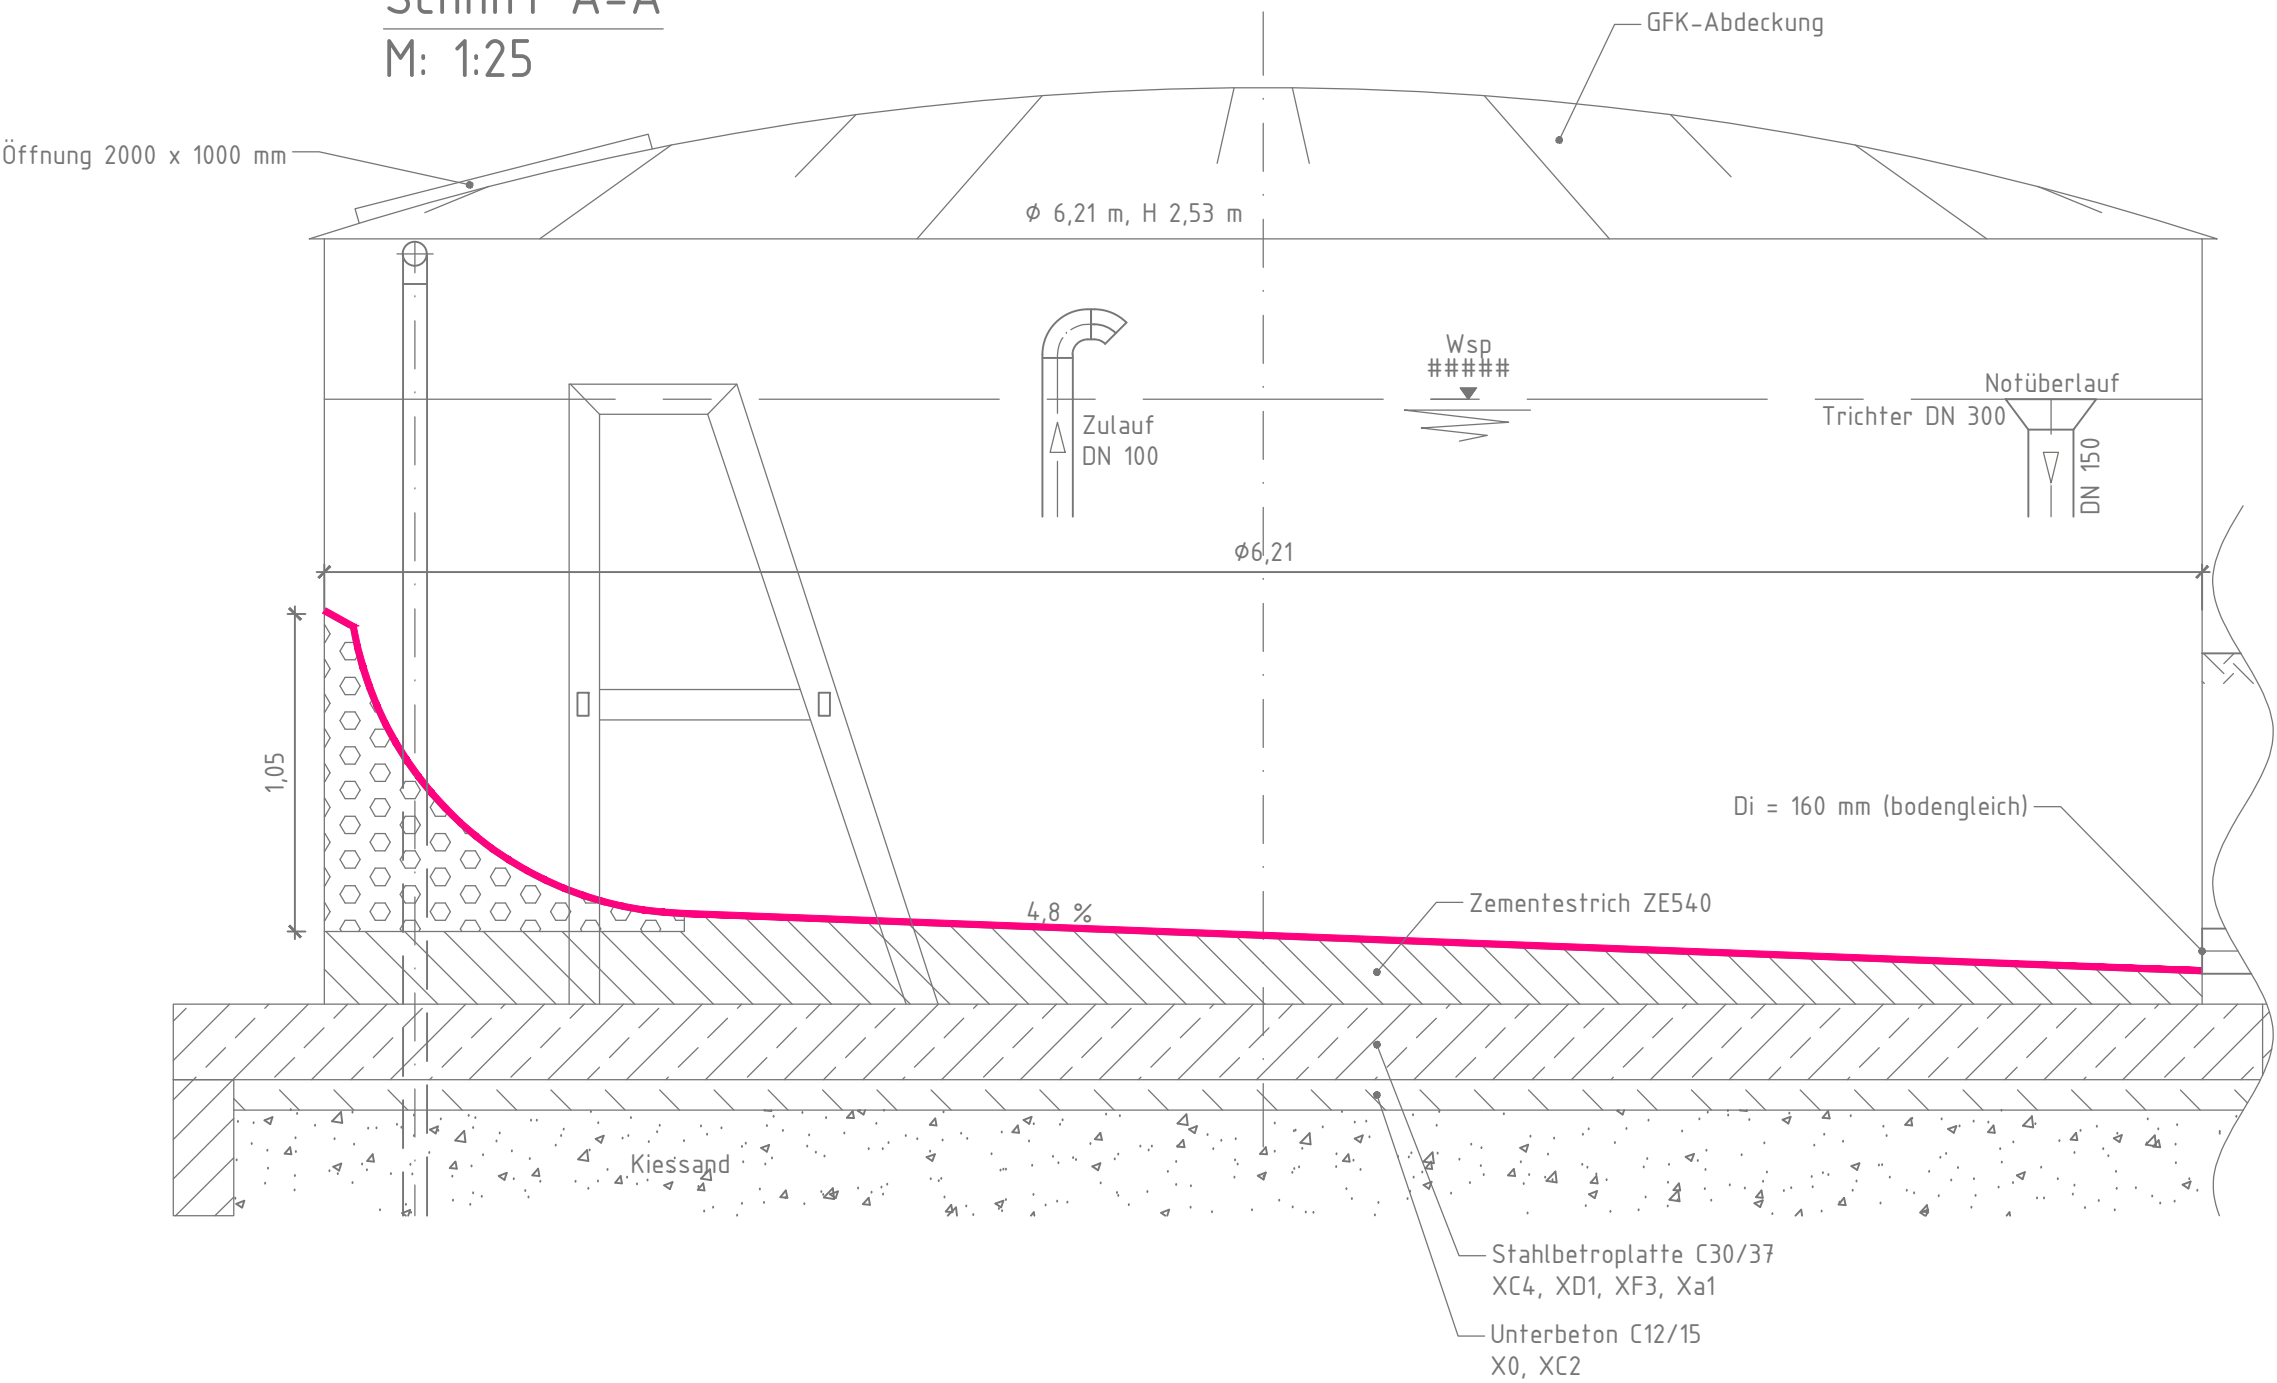 Schnitt A-A
M: 1:25
GFK-Abdeckung
Öffnung 2000 x 1000 mm
Ø 6,21 m, H 2,53 m
Wsp
#####
Notüberlauf
Trichter DN 300
DN 150
Zulauf
DN 100
Ø6,21
1,05
Di = 160 mm (bodengleich)
Zementestrich ZE540
4,8 %
Kiessand
Stahlbetroplatte C30/37
XC4, XD1, XF3, Xa1
Unterbeton C12/15
X0, XC2